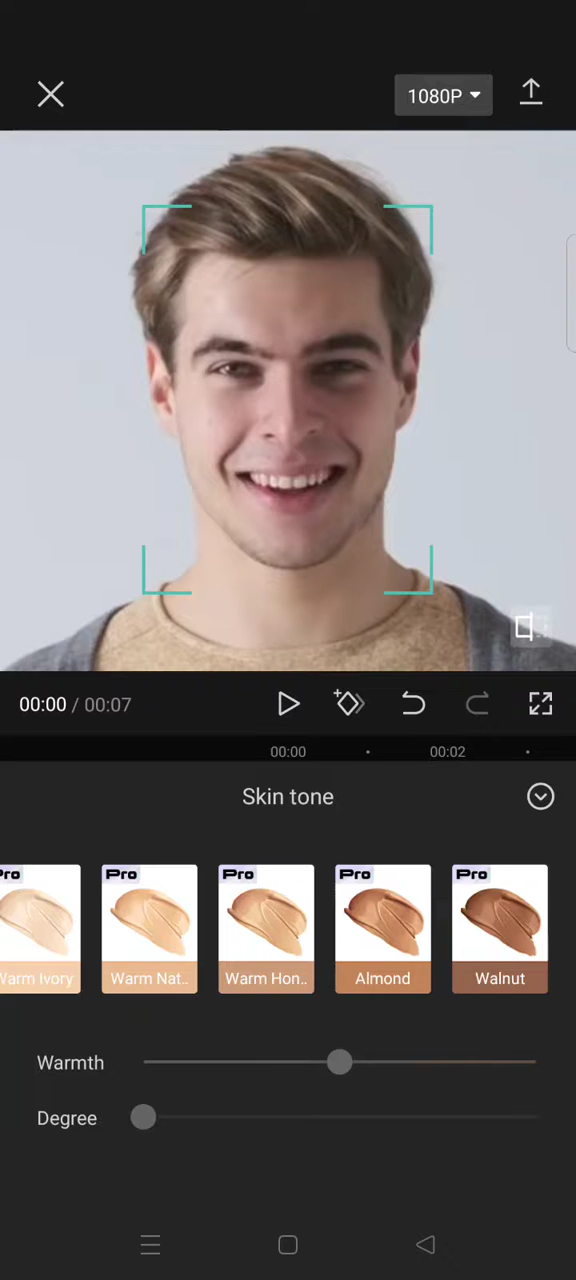 1080P
00:00 / 00:07
00:00 00:02
Skin tone
Pro Pro Pro Pro Pro
Warm Ivory Warm Nat.. Warm Hon.. Almond Walnut
Warmth
Degree